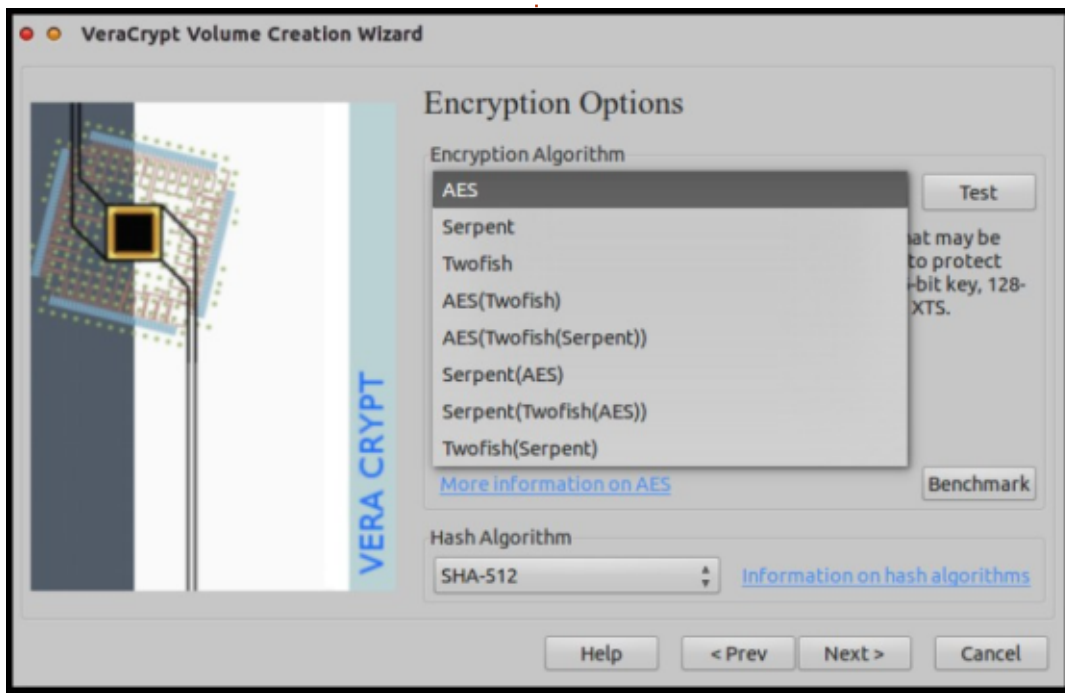 VeraCrypt Volume Creation Wizard
Encryption Options
Encryption Algorithm
AES
Test
Serpent
Twofish
AES(Twofish)
AES(Twofish(Serpent))
Serpent(AES)
Serpent(Twofish(AES))
Twofish(Serpent)
may be
to protect
-bit key, 128-
XTS.
More information on AES
Benchmark
Hash Algorithm
SHA-512
Information on hash algorithms
VERA CRYPT
Help
< Prev
Next >
Cancel